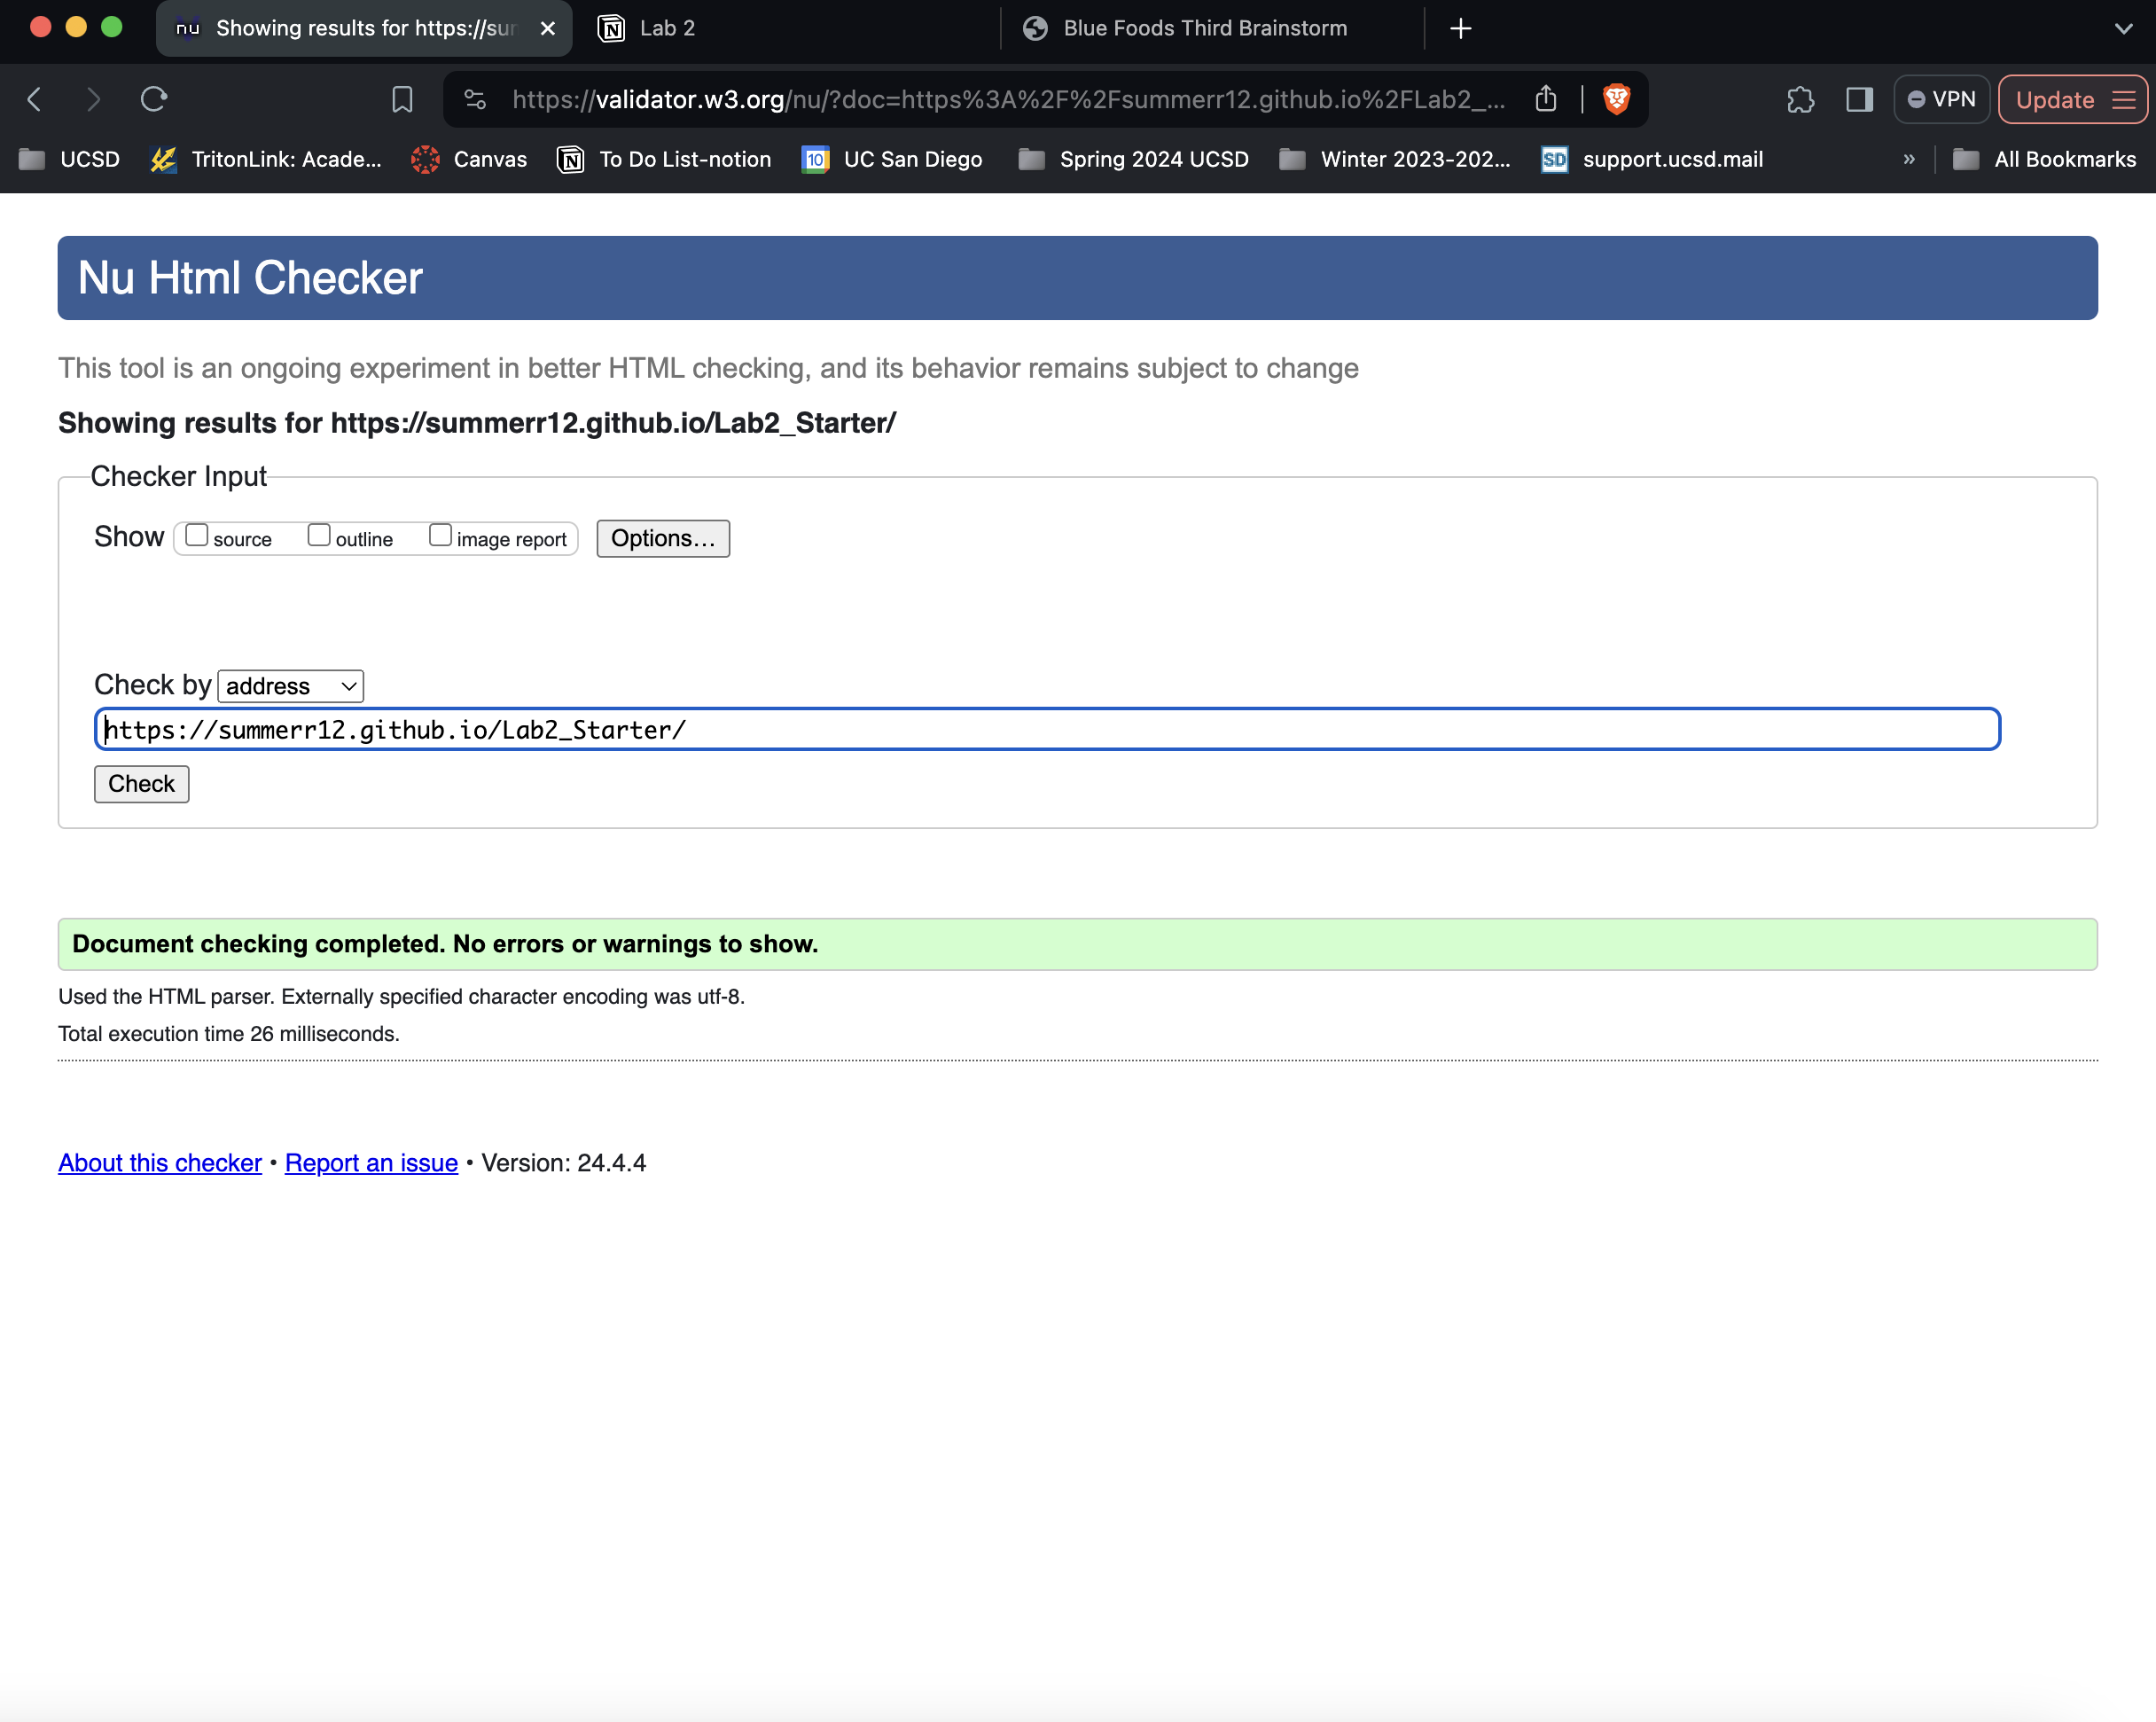 nu Showing results for https://sur Lab 2 Blue Foods Third Brainstorm
https://validator.w3.org/nu/?doc=https%3A%2F%2Fsummerr12.github.io%2FLab2_... VPN Update
UCSD TritonLink: Acade... Canvas To Do List-notion 10 UC San Diego Spring 2024 UCSD Winter 2023-202... SD support.ucsd.mail » All Bookmarks
Nu Html Checker
This tool is an ongoing experiment in better HTML checking, and its behavior remains subject to change
Showing results for https://summerr12.github.io/Lab2_Starter/
Checker Input
Show source outline image report Options...
Check by address
https://summerr12.github.io/Lab2_Starter/
Check
Document checking completed. No errors or warnings to show.
Used the HTML parser. Externally specified character encoding was utf-8.
Total execution time 26 milliseconds.
About this checker • Report an issue • Version: 24.4.4